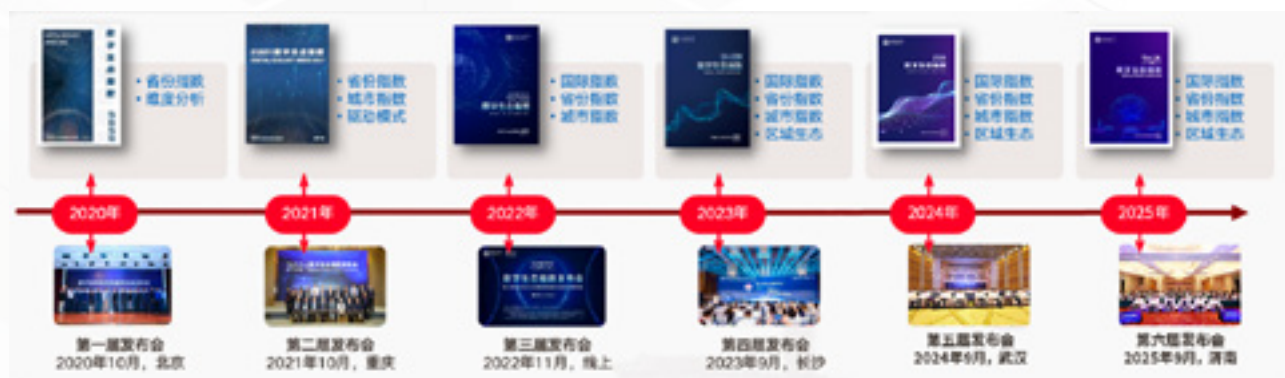 省份指数
维度分析
省份指数
城市指数
驱动模式
国际指数
省份指数
城市指数
国际指数
省份指数
城市指数
区域生态
国际指数
省份指数
城市指数
区域生态
国际指数
省份指数
城市指数
区域生态
2020年
2021年
2022年
2023年
2024年
2025年
第一届发布会
2020年10月，北京
第二届发布会
2021年10月，重庆
第三届发布会
2022年11月，线上
第四届发布会
2023年9月，长沙
第五届发布会
2024年9月，武汉
第六届发布会
2025年9月，济南